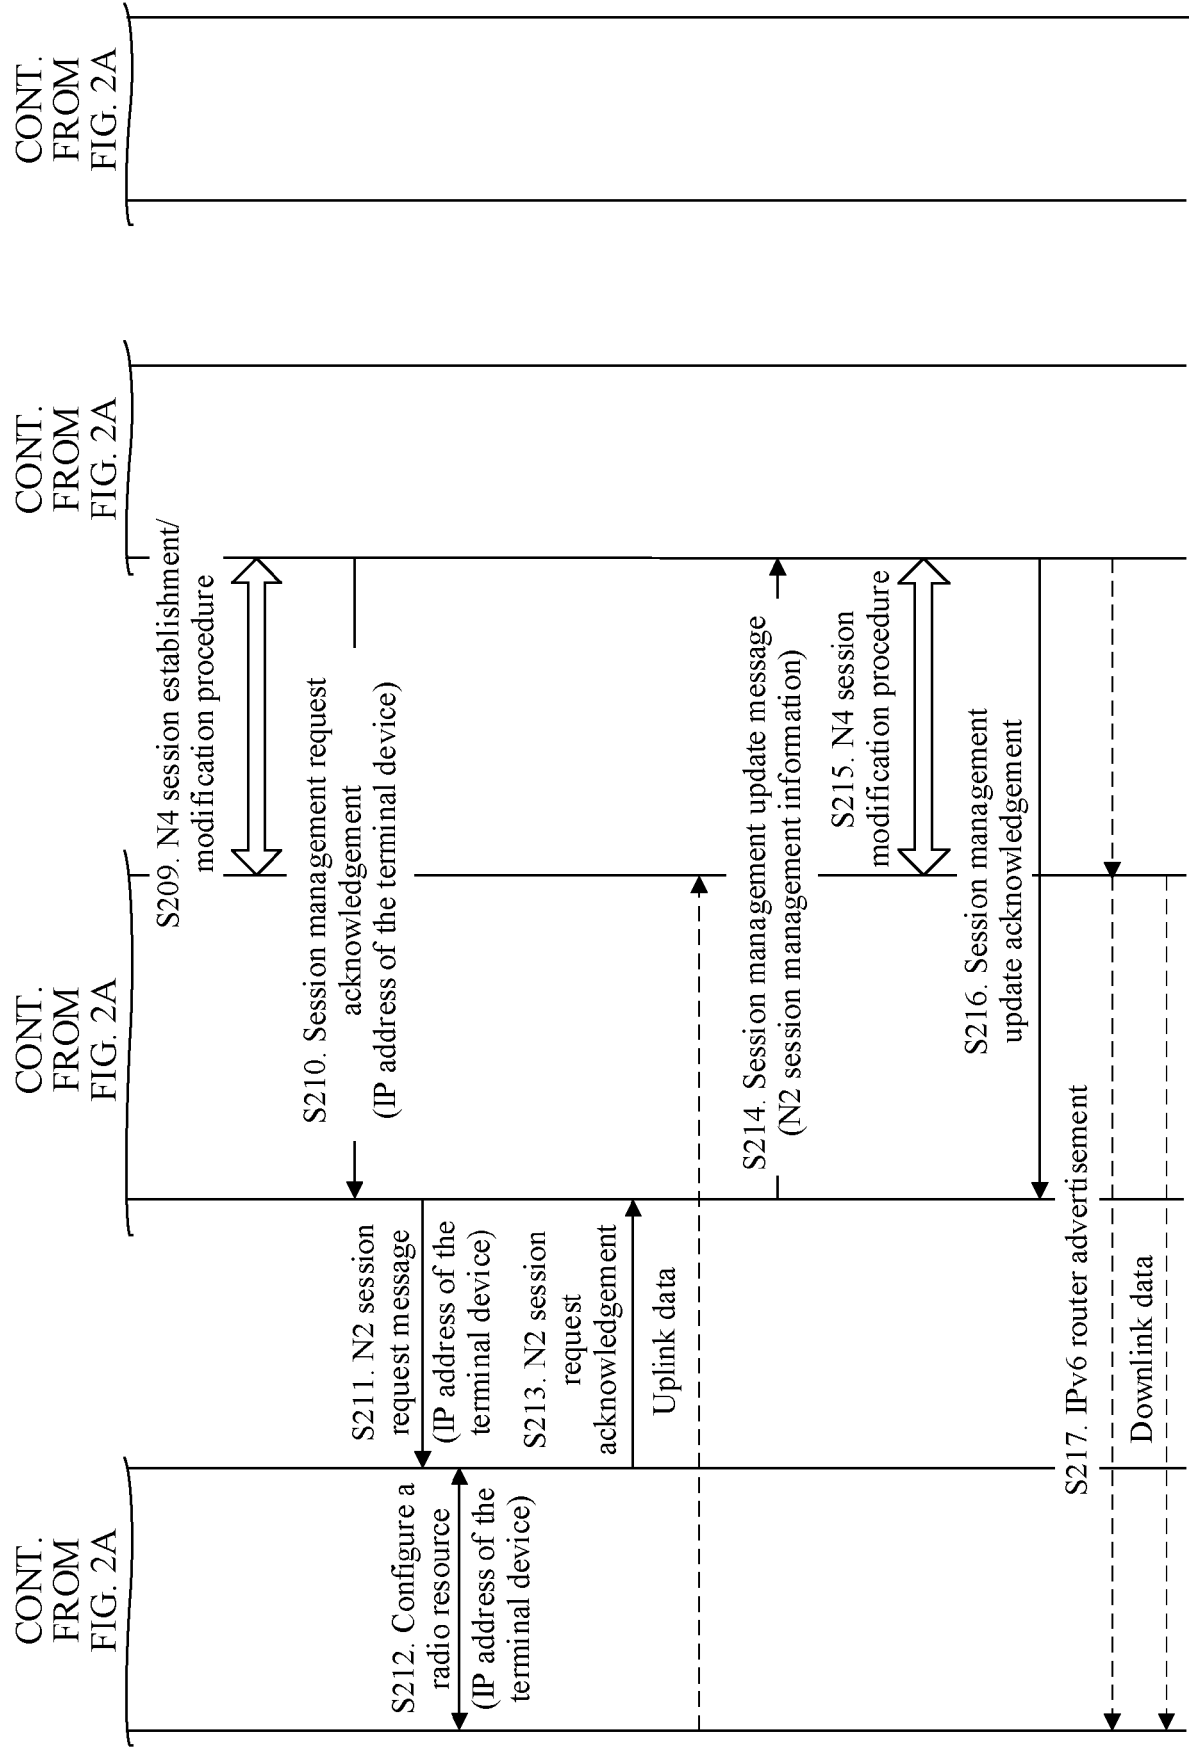 CONT.
FROM
FIG. 2A
CONT.
FROM
FIG. 2A
CONT.
FROM
FIG. 2A
CONT.
FROM
FIG. 2A
S209. N4 session establishment/
modification procedure
S210. Session management request
acknowledgement
(IP address of the terminal device)
S211. N2 session
request message
(IP address of the
terminal device)
S212. Configure a
radio resource
(IP address of the
terminal device)
S213. N2 session
request
acknowledgement
Uplink data
S214. Session management update message
(N2 session management information)
S215. N4 session
modification procedure
S216. Session management
update acknowledgement
S217. IPv6 router advertisement
Downlink data